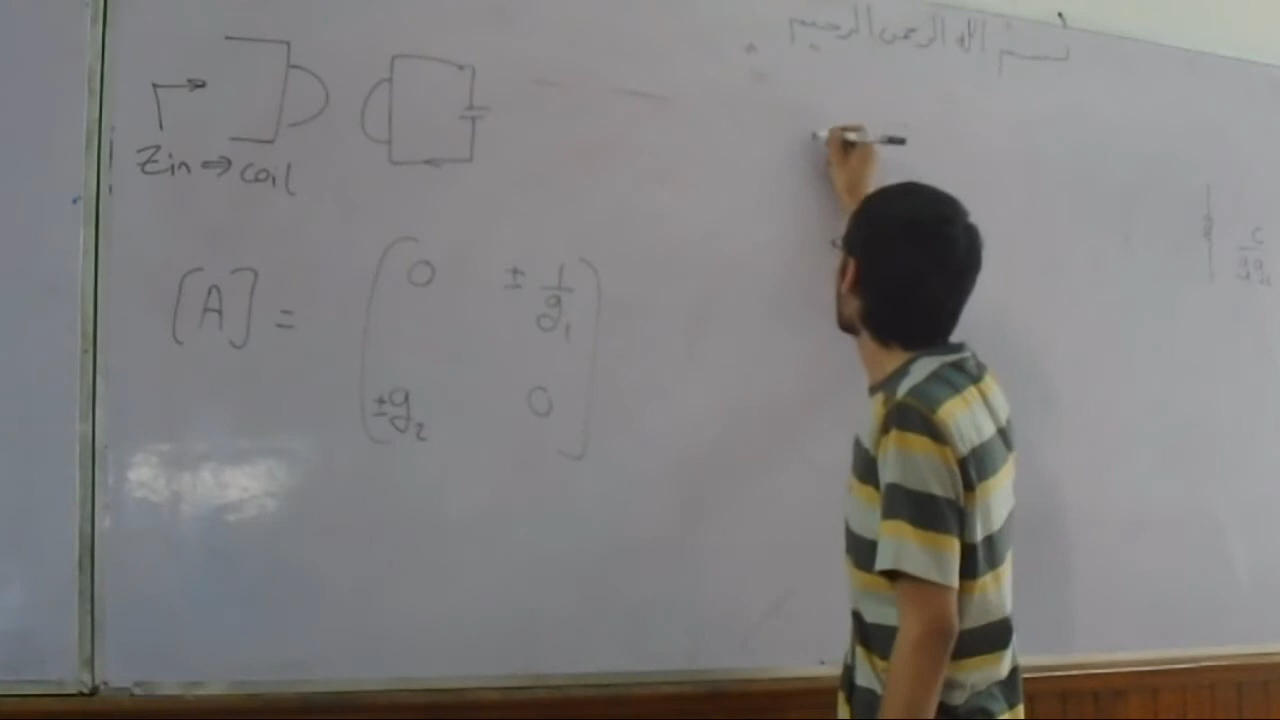 بسم الله الرحمن الرحيم
Zin ⇒ coil
[A] =
0 ± 1/g₁
±g₂ 0